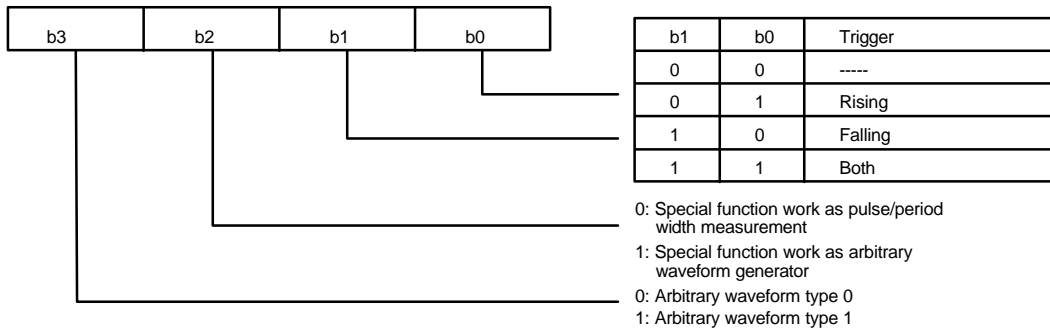 b3 b2 b1 b0
b1 b0 Trigger
0 0 -----
0 1 Rising
1 0 Falling
1 1 Both
0: Special function work as pulse/period
width measurement
1: Special function work as arbitrary
waveform generator
0: Arbitrary waveform type 0
1: Arbitrary waveform type 1